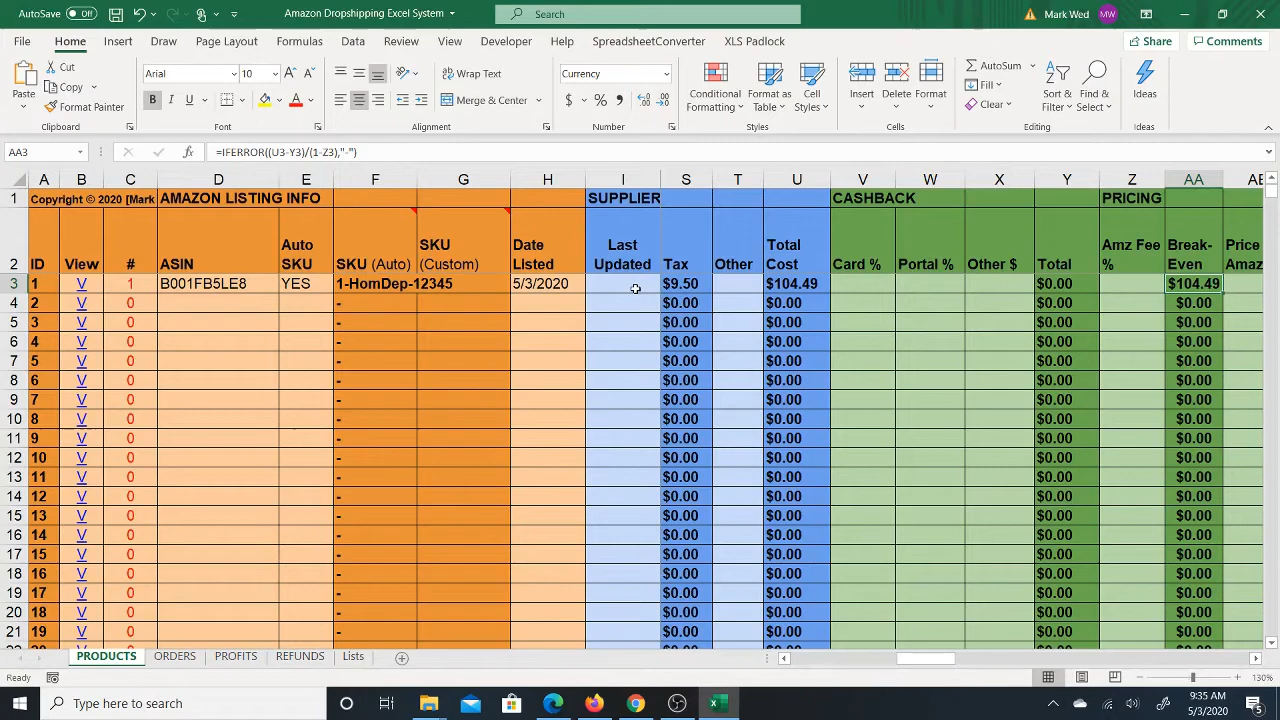 AutoSave Off
Amazon Dropshipping Excel System
Search
Mark Wed MW
File Home Insert Draw Page Layout Formulas Data Review View Developer Help SpreadsheetConverter XLS Padlock
Share Comments
Paste
Cut
Copy
Format Painter
Clipboard
Arial 10
B I U
Font
Wrap Text
Merge & Center
Alignment
Currency
$ % ,
Number
Conditional Formatting
Format as Table
Cell Styles
Styles
Insert Delete Format
Cells
AutoSum
Fill
Clear
Sort & Filter
Find & Select
Editing
Ideas
Ideas
AA3 fx =IFERROR((U3-Y3)/(1-Z3),"-")
A B C D E F G H I S T U V W X Y Z AA AB
1 Copyright © 2020 [Mark AMAZON LISTING INFO SUPPLIER CASHBACK PRICING
2 ID View # ASIN Auto SKU SKU (Auto) SKU (Custom) Date Listed Last Updated Tax Other Total Cost Card % Portal % Other $ Total Amz Fee % Break-Even Price Amaz
3 1 V 1 B001FB5LE8 YES 1-HomDep-12345 5/3/2020 $9.50 $104.49 $0.00 $104.49
4 2 V 0 - $0.00 $0.00 $0.00 $0.00
5 3 V 0 - $0.00 $0.00 $0.00 $0.00
6 4 V 0 - $0.00 $0.00 $0.00 $0.00
7 5 V 0 - $0.00 $0.00 $0.00 $0.00
8 6 V 0 - $0.00 $0.00 $0.00 $0.00
9 7 V 0 - $0.00 $0.00 $0.00 $0.00
10 8 V 0 - $0.00 $0.00 $0.00 $0.00
11 9 V 0 - $0.00 $0.00 $0.00 $0.00
12 10 V 0 - $0.00 $0.00 $0.00 $0.00
13 11 V 0 - $0.00 $0.00 $0.00 $0.00
14 12 V 0 - $0.00 $0.00 $0.00 $0.00
15 13 V 0 - $0.00 $0.00 $0.00 $0.00
16 14 V 0 - $0.00 $0.00 $0.00 $0.00
17 15 V 0 - $0.00 $0.00 $0.00 $0.00
18 16 V 0 - $0.00 $0.00 $0.00 $0.00
19 17 V 0 - $0.00 $0.00 $0.00 $0.00
20 18 V 0 - $0.00 $0.00 $0.00 $0.00
21 19 V 0 - $0.00 $0.00 $0.00 $0.00
PRODUCTS ORDERS PROFITS REFUNDS Lists
Ready
130%
Type here to search
9:35 AM
5/3/2020